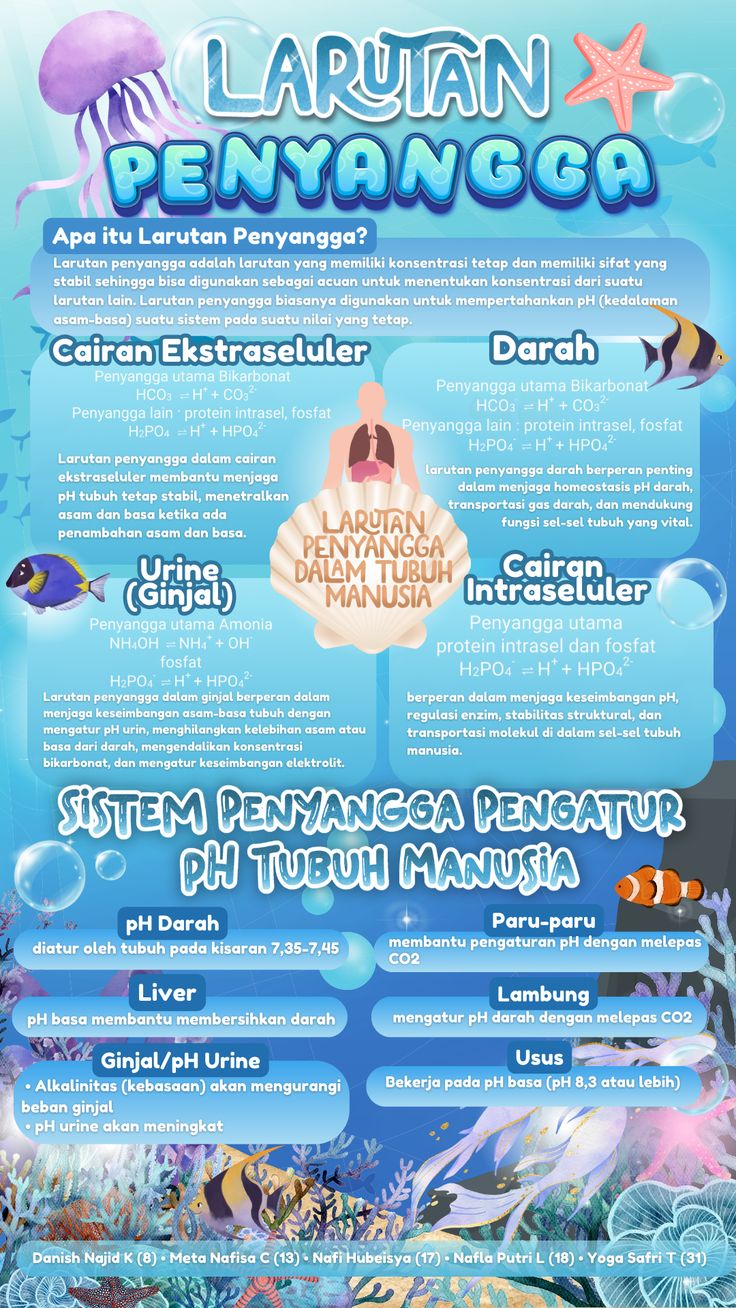 LARUTAN
PENYANGGA
Apa itu Larutan Penyangga?
Larutan penyangga adalah larutan yang memiliki konsentrasi tetap dan memiliki sifat yang
stabil sehingga bisa digunakan sebagai acuan untuk menentukan konsentrasi dari suatu
larutan lain. Larutan penyangga biasanya digunakan untuk mempertahankan pH (kedalaman
asam-basa) suatu sistem pada suatu nilai yang tetap.
Cairan Ekstraseluler
Penyangga utama Bikarbonat
HCO₃ ⇌ H⁺ + CO₃²⁻
Penyangga lain : protein intrasel, fosfat
H₂PO₄ ⇌ H⁺ + HPO₄²⁻
Larutan penyangga dalam cairan
ekstraseluler membantu menjaga
pH tubuh tetap stabil, menetralkan
asam dan basa ketika ada
penambahan asam dan basa.
Darah
Penyangga utama Bikarbonat
HCO₃⁻ ⇌ H⁺ + CO₃²⁻
Penyangga lain : protein intrasel, fosfat
H₂PO₄⁻ ⇌ H⁺ + HPO₄²⁻
larutan penyangga darah berperan penting
dalam menjaga homeostasis pH darah,
transportasi gas darah, dan mendukung
fungsi sel-sel tubuh yang vital.
LARUTAN
PENYANGGA
DALAM TUBUH
MANUSIA
Urine
(Ginjal)
Penyangga utama Amonia
NH₄OH ⇌ NH₄⁺ + OH⁻
fosfat
H₂PO₄⁻ ⇌ H⁺ + HPO₄²⁻
Larutan penyangga dalam ginjal berperan dalam
menjaga keseimbangan asam-basa tubuh dengan
mengatur pH urin, menghilangkan kelebihan asam atau
basa dari darah, mengendalikan konsentrasi
bikarbonat, dan mengatur keseimbangan elektrolit.
Cairan
Intraseluler
Penyangga utama
protein intrasel dan fosfat
H₂PO₄⁻ ⇌ H⁺ + HPO₄²⁻
berperan dalam menjaga keseimbangan pH,
regulasi enzim, stabilitas struktural, dan
transportasi molekul di dalam sel-sel tubuh
manusia.
SISTEM PENYANGGA PENGATUR
pH TUBUH MANUSIA
pH Darah
diatur oleh tubuh pada kisaran 7,35-7,45
Paru-paru
membantu pengaturan pH dengan melepas
CO2
Liver
pH basa membantu membersihkan darah
Lambung
mengatur pH darah dengan melepas CO2
Ginjal/pH Urine
• Alkalinitas (kebasaan) akan mengurangi
beban ginjal
• pH urine akan meningkat
Usus
Bekerja pada pH basa (pH 8,3 atau lebih)
Danish Najid K (8) • Meta Nafisa C (13) • Nafi Hubeisya (17) • Nafla Putri L (18) • Yoga Safri T (31)